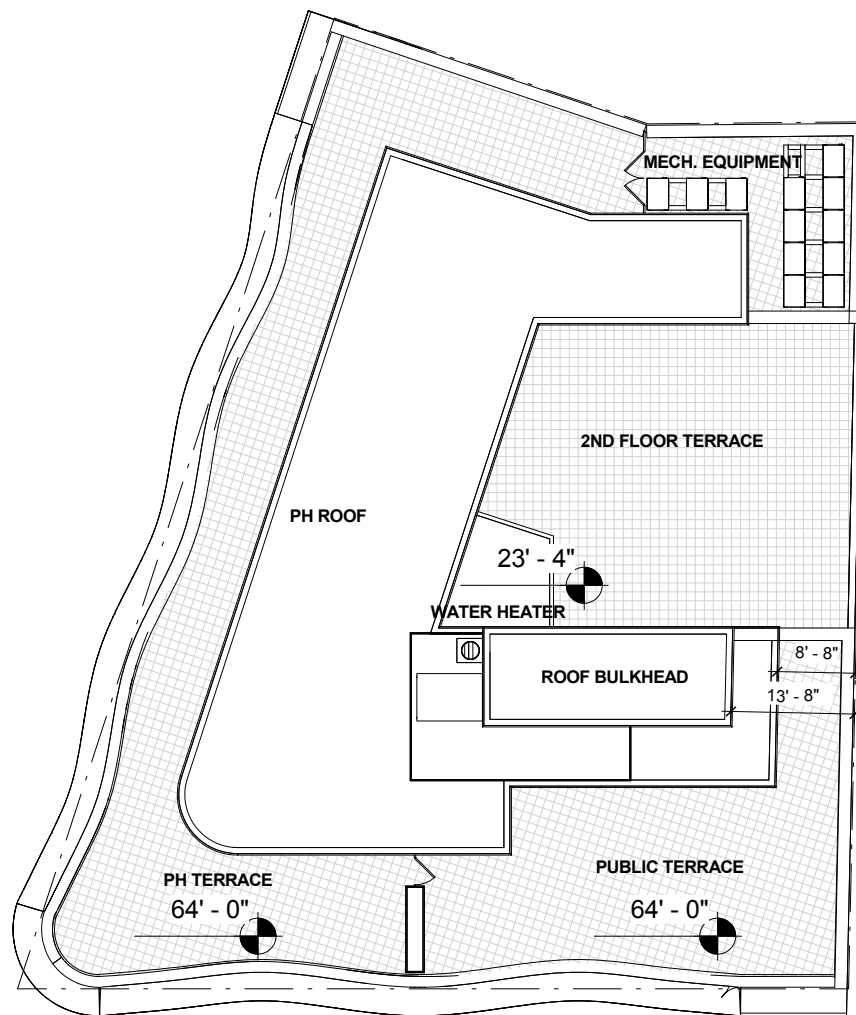 MECH. EQUIPMENT
2ND FLOOR TERRACE
PH ROOF
23' - 4"
WATER HEATER
8' - 8"
ROOF BULKHEAD
13' - 8"
PUBLIC TERRACE
PH TERRACE
64' - 0"
64' - 0"